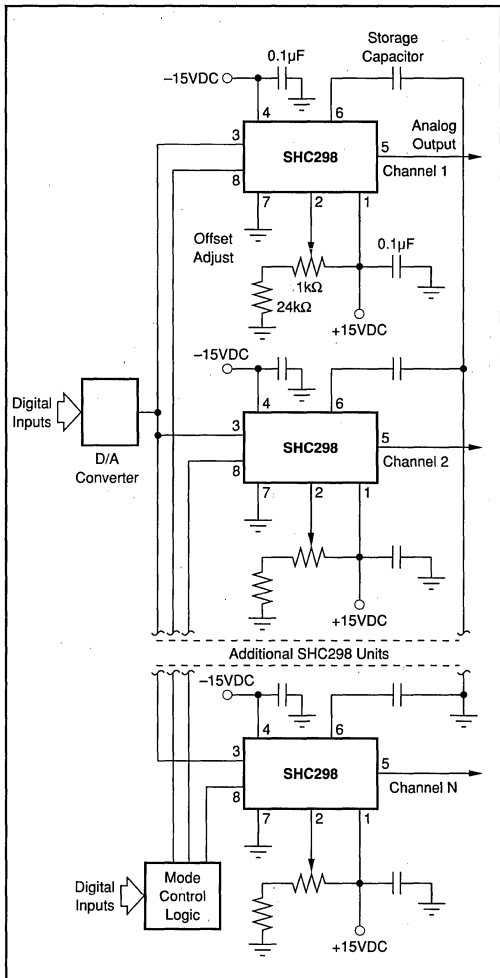 Storage
Capacitor
0.1µF
–15VDC
4
6
Analog
Output
3
8
SHC298
5
Channel 1
7
2
1
Offset
Adjust
0.1µF
1kΩ
24kΩ
+15VDC
–15VDC
4
6
Digital
Inputs
D/A
Converter
3
8
SHC298
5
Channel 2
7
2
1
+15VDC
Additional SHC298 Units
–15VDC
4
6
3
8
SHC298
5
Channel N
7
2
1
Digital
Inputs
Mode
Control
Logic
+15VDC